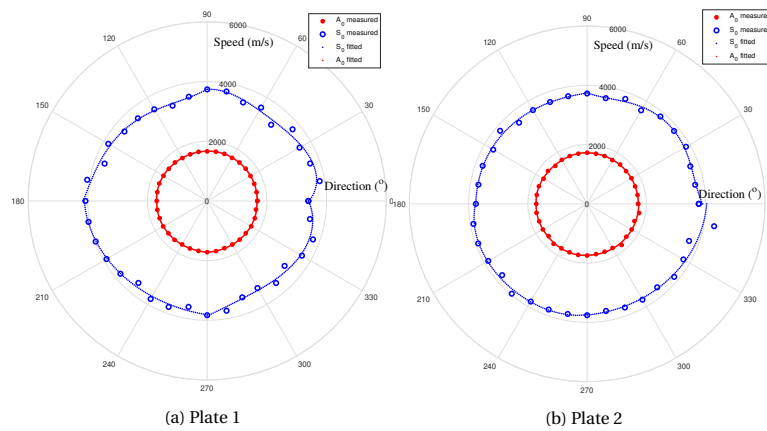 90
6000
120
60
Speed (m/s)
A0 measured
S0 measured
S0 fitted
A0 fitted
4000
150
30
2000
Direction (o)
180
0
0
210
330
240
300
270
(a) Plate 1
90
6000
120
60
Speed (m/s)
A0 measured
S0 measured
S0 fitted
A0 fitted
4000
150
30
2000
Direction (o)
180
0
210
330
240
300
270
(b) Plate 2